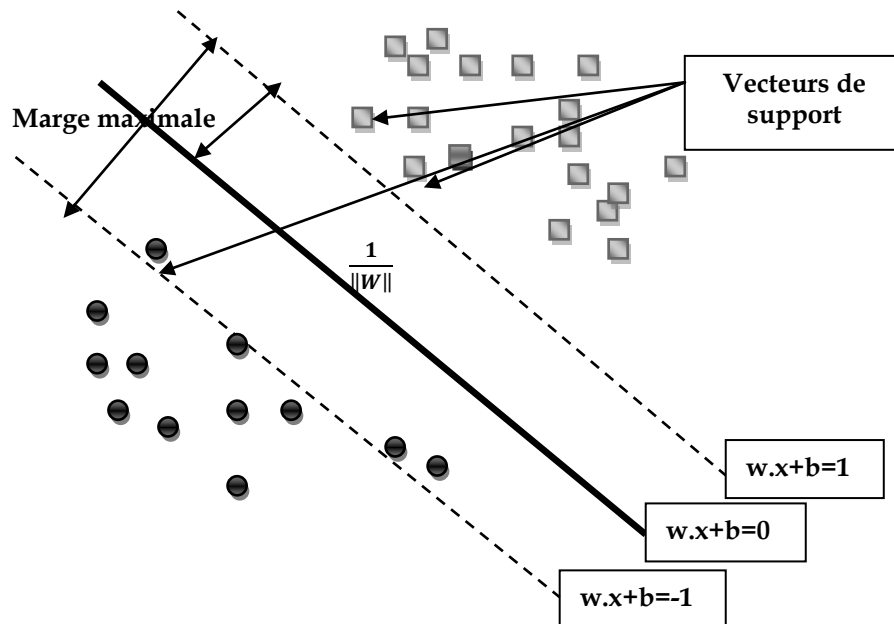 Vecteurs de
support
Marge maximale
1
‖W‖
w.x+b=1
w.x+b=0
w.x+b=-1